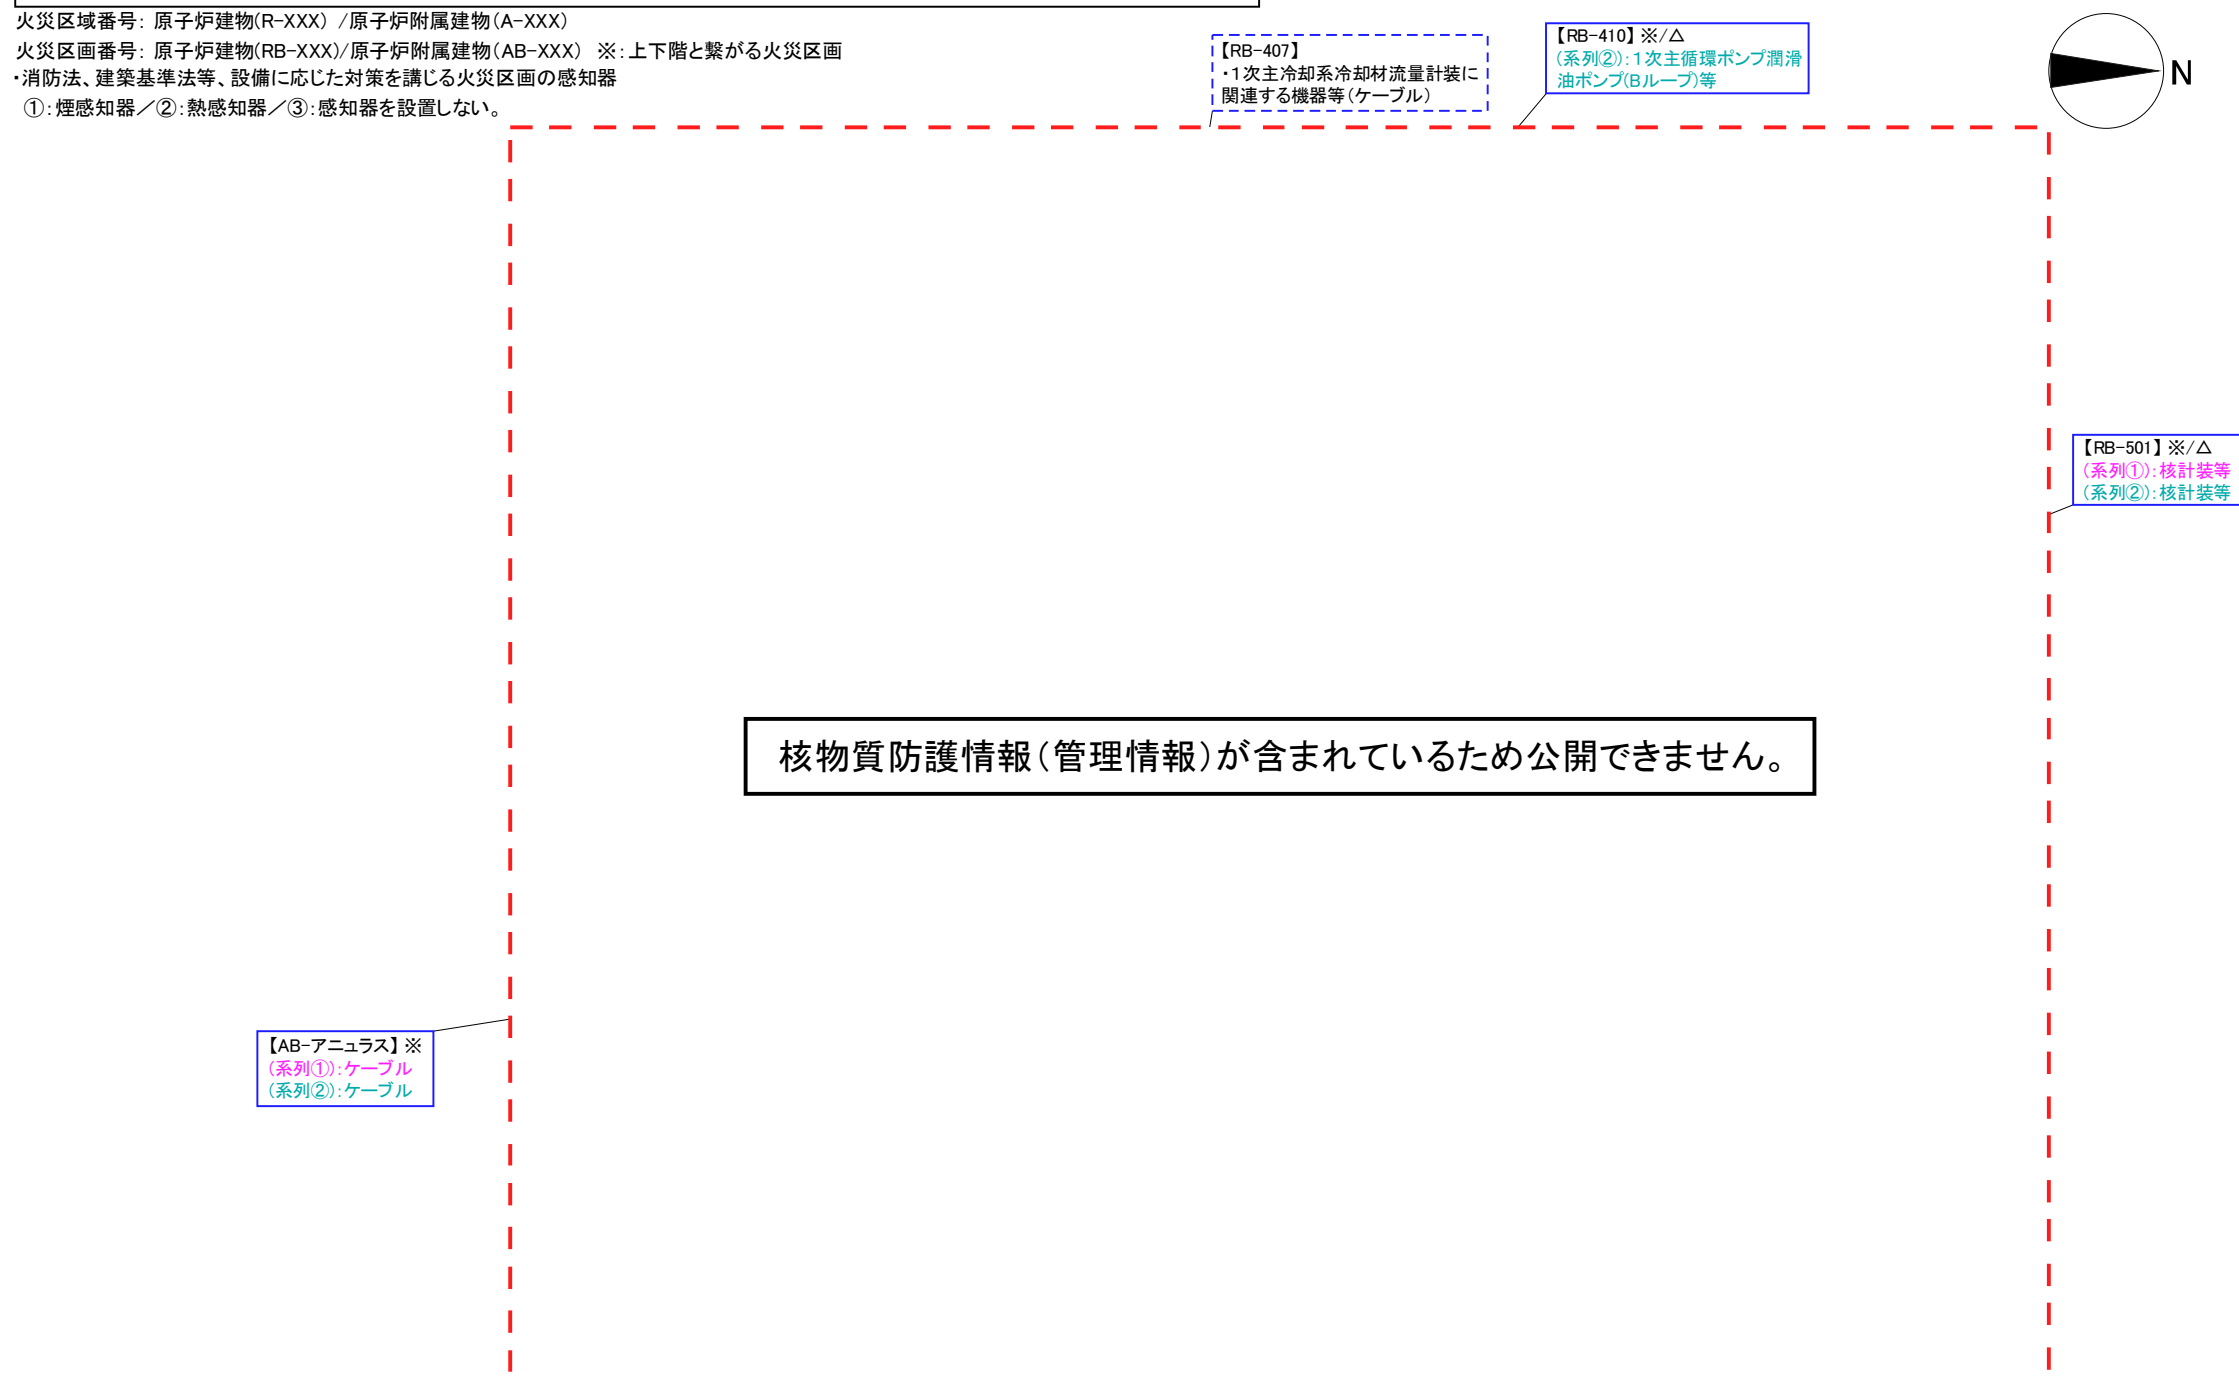 火災区域番号: 原子炉建物(R-XXX) /原子炉附属建物(A-XXX)
火災区画番号: 原子炉建物(RB-XXX)/原子炉附属建物(AB-XXX) ※:上下階と繋がる火災区画
・消防法、建築基準法等、設備に応じた対策を講じる火災区画の感知器
①:煙感知器/②:熱感知器/③:感知器を設置しない。
【RB-407】
・1次主冷却系冷却材流量計装に
関連する機器等(ケーブル)
【RB-410】※/△
(系列②):1次主循環ポンプ潤滑
油ポンプ(Bループ)等
N
【RB-501】※/△
(系列①):核計装等
(系列②):核計装等
核物質防護情報(管理情報)が含まれているため公開できません。
【AB-アニュラス】※
(系列①):ケーブル
(系列②):ケーブル